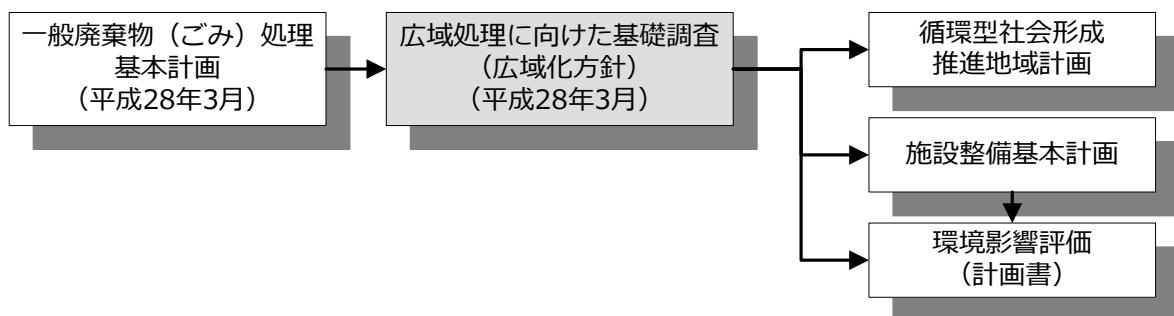 一般廃棄物（ごみ）処理
基本計画
（平成28年3月）
広域処理に向けた基礎調査
（広域化方針）
（平成28年3月）
循環型社会形成
推進地域計画
施設整備基本計画
環境影響評価
（計画書）